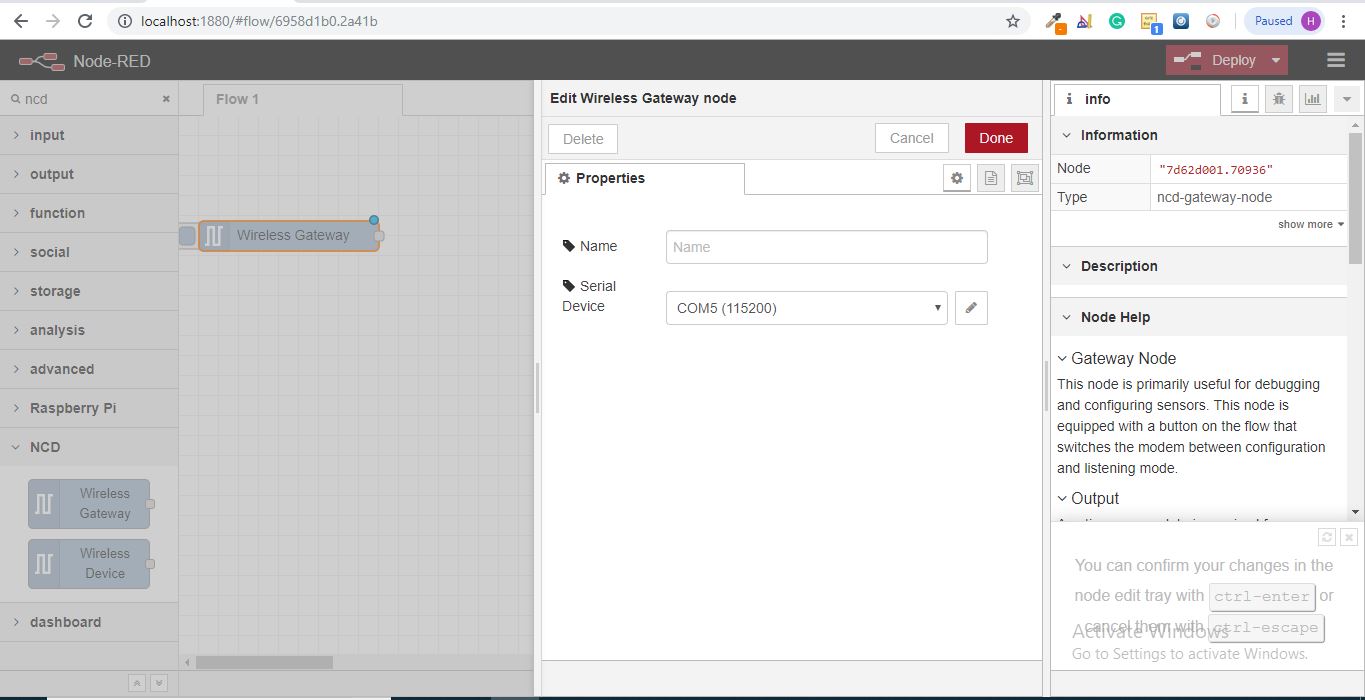 localhost:1880/#flow/6958d1b0.2a41b
1
Paused
H
Node-RED
Deploy
ncd
input
output
function
social
storage
analysis
advanced
Raspberry Pi
NCD
Wireless
Gateway
Wireless
Device
dashboard
Flow 1
Wireless Gateway
Edit Wireless Gateway node
Delete
Cancel
Done
Properties
Name
Name
Serial
Device
COM5 (115200)
info
Information
Node
"7d62d001.70936"
Type
ncd-gateway-node
show more
Description
Node Help
Gateway Node
This node is primarily useful for debugging
and configuring sensors. This node is
equipped with a button on the flow that
switches the modem between configuration
and listening mode.
Output
You can confirm your changes in the
node edit tray with ctrl-enter or
cancel them with ctrl-escape
Activate Windows
Go to Settings to activate Windows.